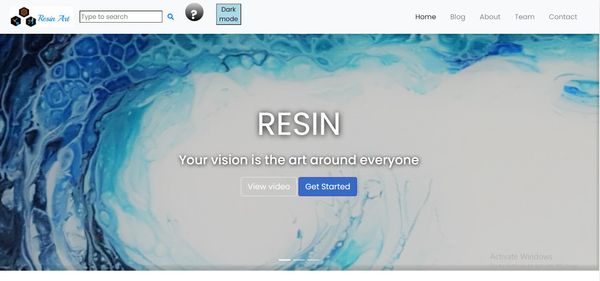 Resin Art
Type to search
?
Dark
mode
Home Blog About Team Contact
RESIN
Your vision is the art around everyone
View video Get Started
Activate Windows